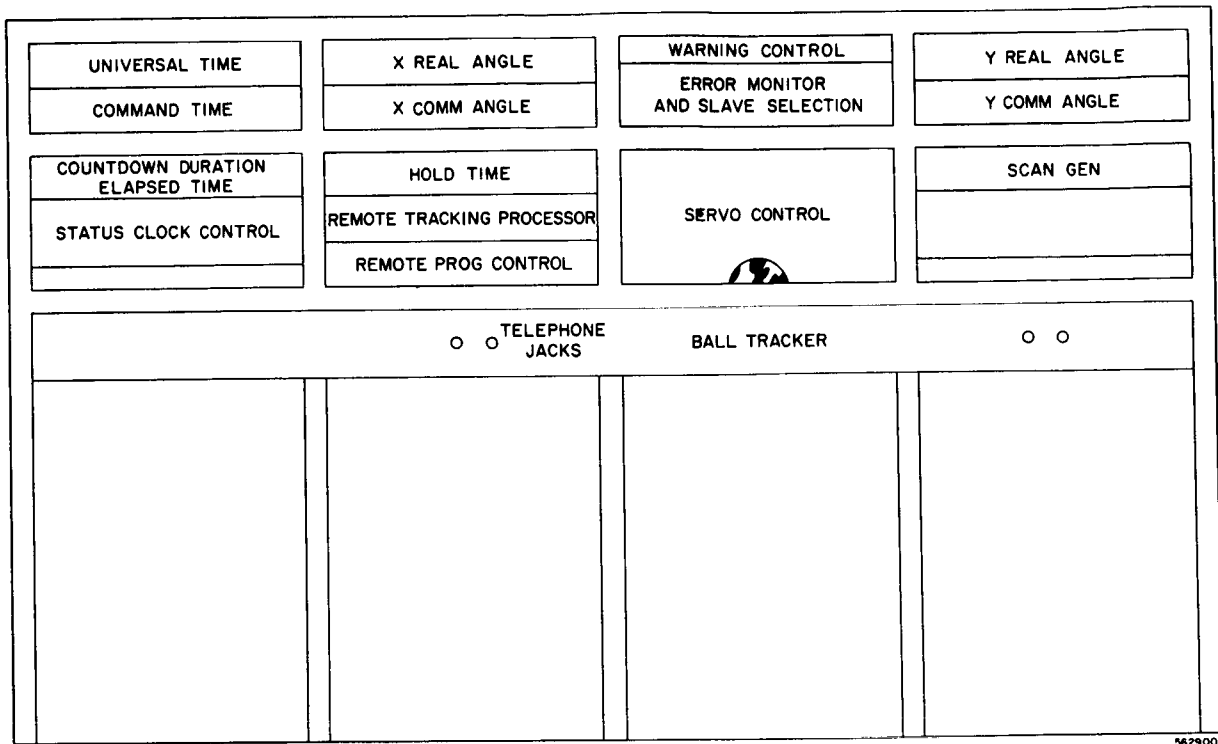 UNIVERSAL TIME
COMMAND TIME
X REAL ANGLE
X COMM ANGLE
WARNING CONTROL
ERROR MONITOR
AND SLAVE SELECTION
Y REAL ANGLE
Y COMM ANGLE
COUNTDOWN DURATION
ELAPSED TIME
STATUS CLOCK CONTROL
HOLD TIME
REMOTE TRACKING PROCESSOR
REMOTE PROG CONTROL
SERVO CONTROL
SCAN GEN
TELEPHONE
JACKS
BALL TRACKER
562900